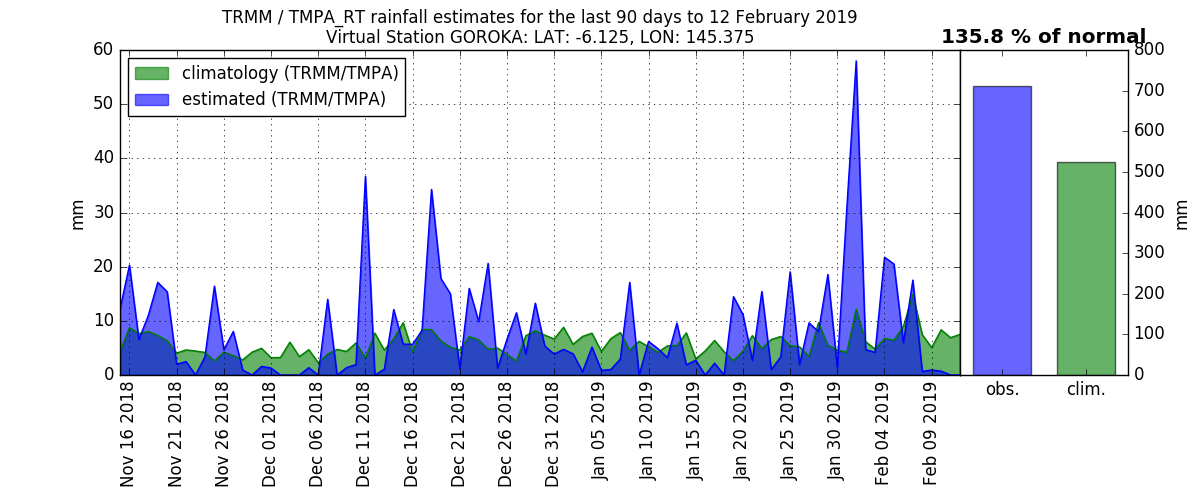 TRMM / TMPA_RT rainfall estimates for the last 90 days to 12 February 2019
Virtual Station GOROKA: LAT: -6.125, LON: 145.375
135.8 % of normal
climatology (TRMM/TMPA)
estimated (TRMM/TMPA)
60
50
40
30
20
10
0
mm
800
700
600
500
400
300
200
100
0
mm
Nov 16 2018
Nov 21 2018
Nov 26 2018
Dec 01 2018
Dec 06 2018
Dec 11 2018
Dec 16 2018
Dec 21 2018
Dec 26 2018
Dec 31 2018
Jan 05 2019
Jan 10 2019
Jan 15 2019
Jan 20 2019
Jan 25 2019
Jan 30 2019
Feb 04 2019
Feb 09 2019
obs.
clim.